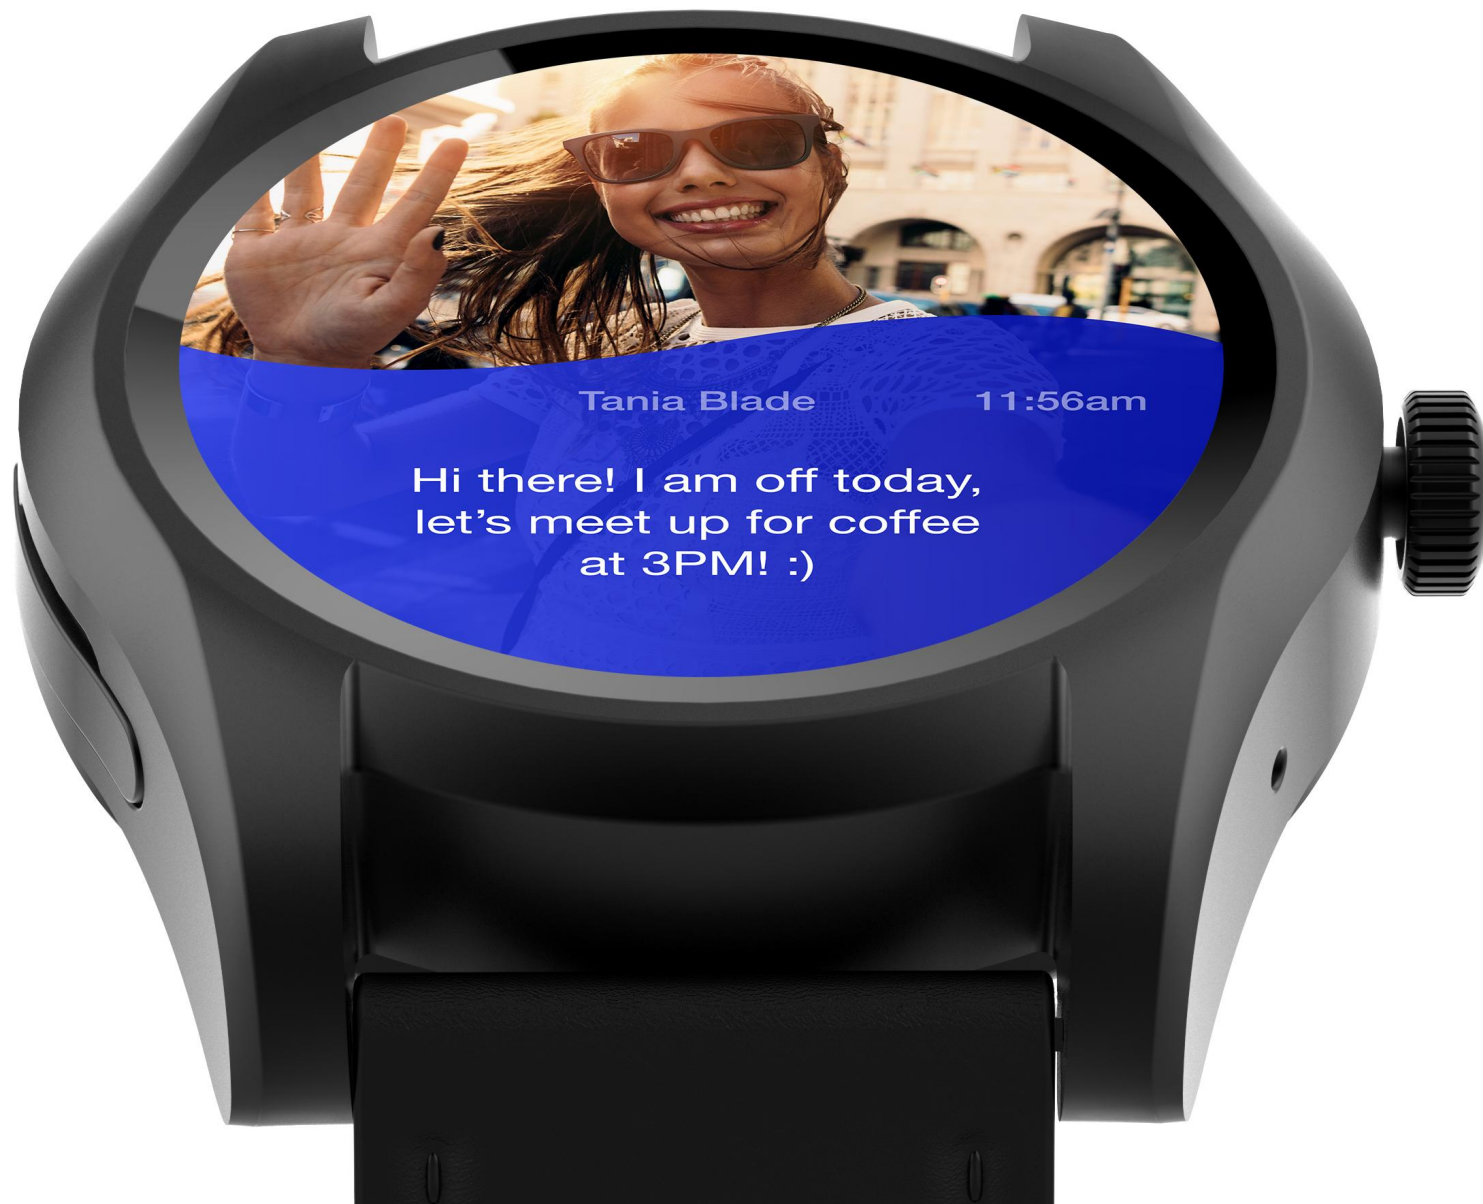 Tania Blade 11:56am
Hi there! I am off today,
let’s meet up for coffee
at 3PM! :)